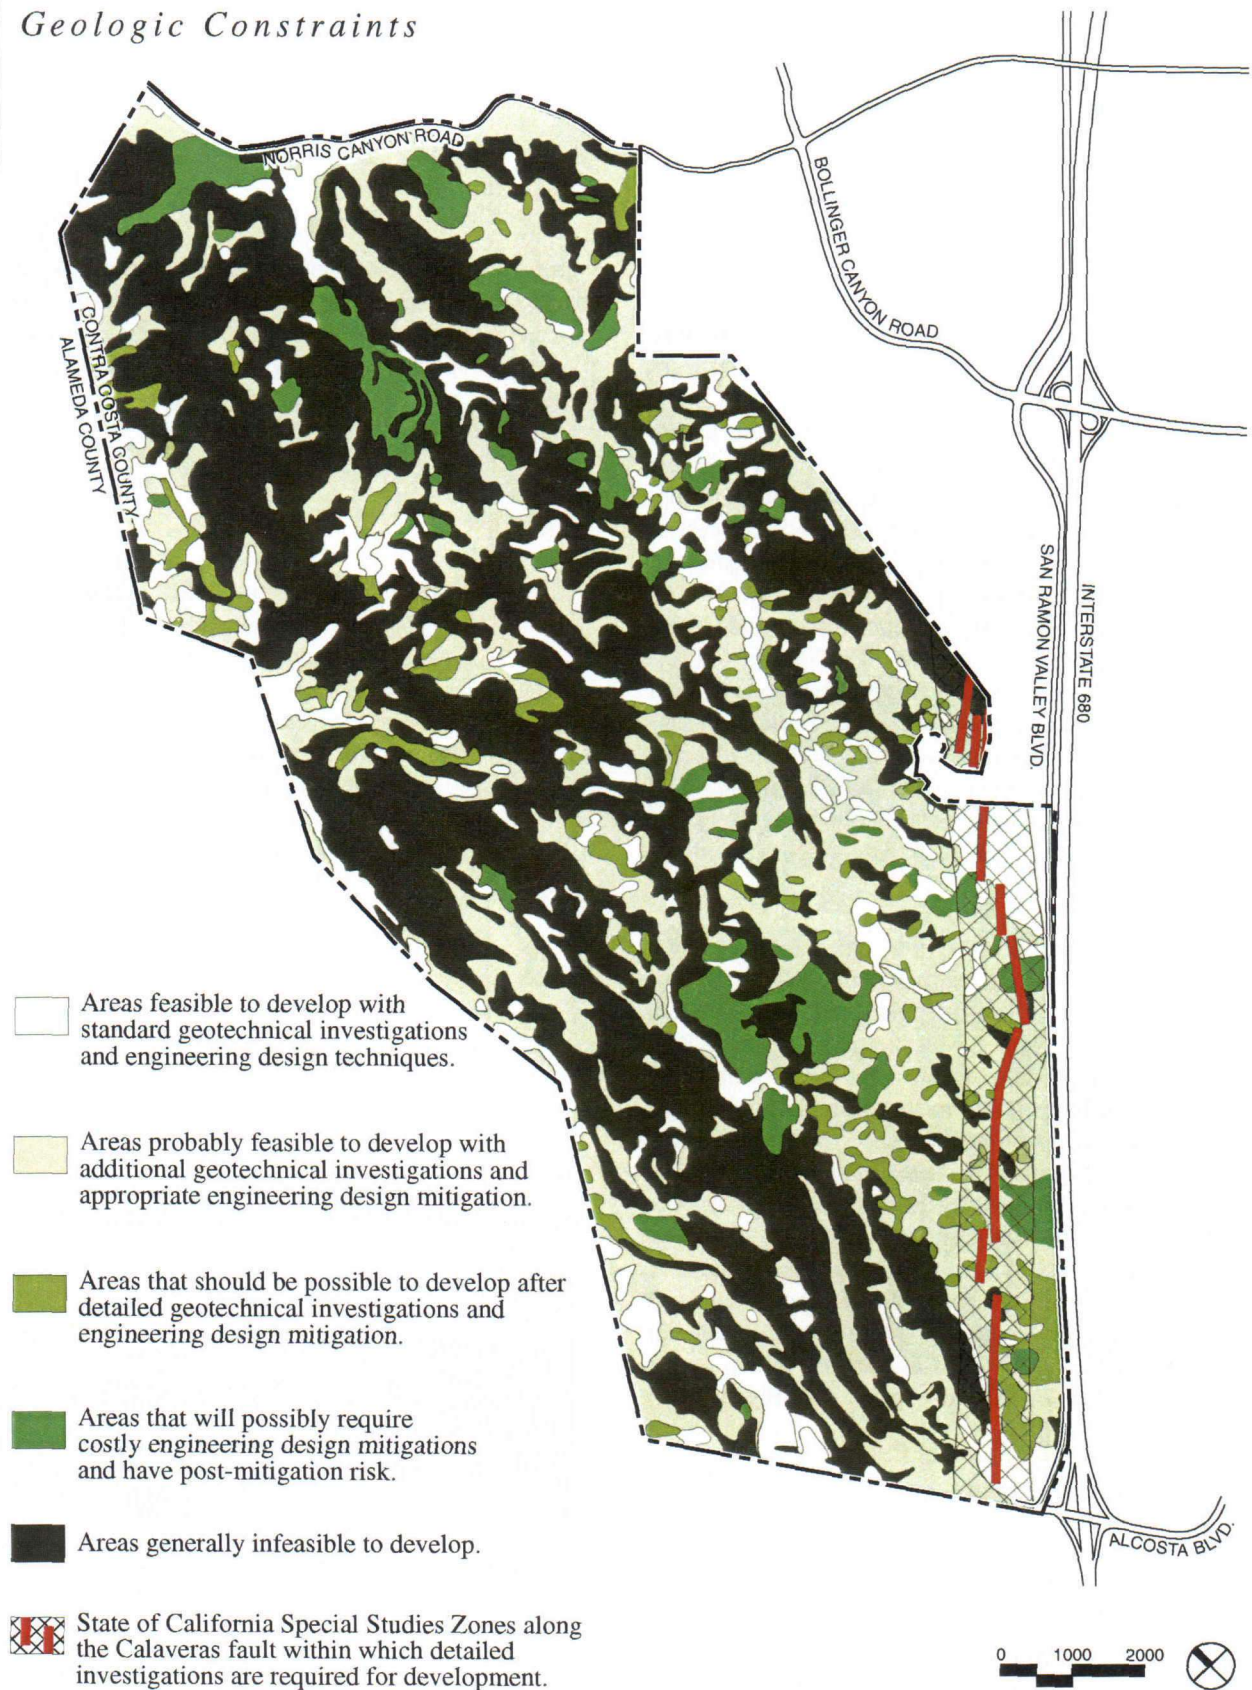 Geologic Constraints
NORRIS CANYON ROAD
BOLLINGER CANYON ROAD
CONTRA COSTA COUNTY
ALAMEDA COUNTY
SAN RAMON VALLEY BLVD.
INTERSTATE 680
Areas feasible to develop with
standard geotechnical investigations
and engineering design techniques.
Areas probably feasible to develop with
additional geotechnical investigations and
appropriate engineering design mitigation.
Areas that should be possible to develop after
detailed geotechnical investigations and
engineering design mitigation.
Areas that will possibly require
costly engineering design mitigations
and have post-mitigation risk.
Areas generally infeasible to develop.
ALCOSTA BLVD.
State of California Special Studies Zones along
the Calaveras fault within which detailed
investigations are required for development.
0 1000 2000